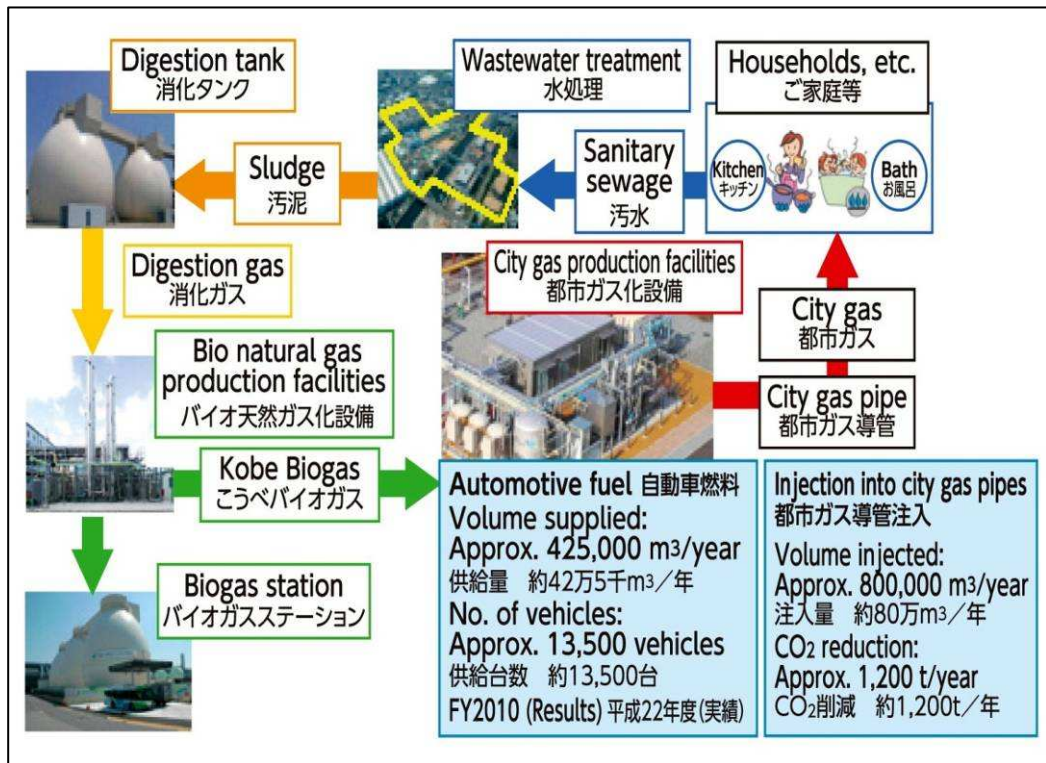 Digestion tank
消化タンク
Wastewater treatment
水処理
Households, etc.
ご家庭等
Sludge
汚泥
Sanitary
sewage
汚水
Kitchen
キッチン
Bath
お風呂
Digestion gas
消化ガス
City gas production facilities
都市ガス化設備
City gas
都市ガス
Bio natural gas
production facilities
バイオ天然ガス化設備
City gas pipe
都市ガス導管
Kobe Biogas
こうべバイオガス
Biogas station
バイオガスステーション
Automotive fuel 自動車燃料
Volume supplied:
Approx. 425,000 m³/year
供給量 約42万5千m³/年
No. of vehicles:
Approx. 13,500 vehicles
供給台数 約13,500台
FY2010 (Results) 平成22年度(実績)
Injection into city gas pipes
都市ガス導管注入
Volume injected:
Approx. 800,000 m³/year
注入量 約80万m³/年
CO₂ reduction:
Approx. 1,200 t/year
CO₂削減 約1,200t/年